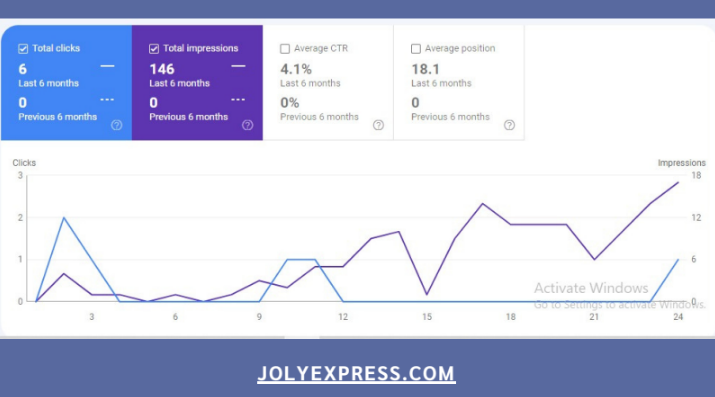 Total clicks
6
Last 6 months
0
Previous 6 months
Total impressions
146
Last 6 months
0
Previous 6 months
Average CTR
4.1%
Last 6 months
0%
Previous 6 months
Average position
18.1
Last 6 months
0
Previous 6 months
Clicks
Impressions
3
18
2
12
1
6
0
0
3
6
9
12
15
18
21
24
Activate Windows
Go to Settings to activate Windows.
JOLYEXPRESS.COM